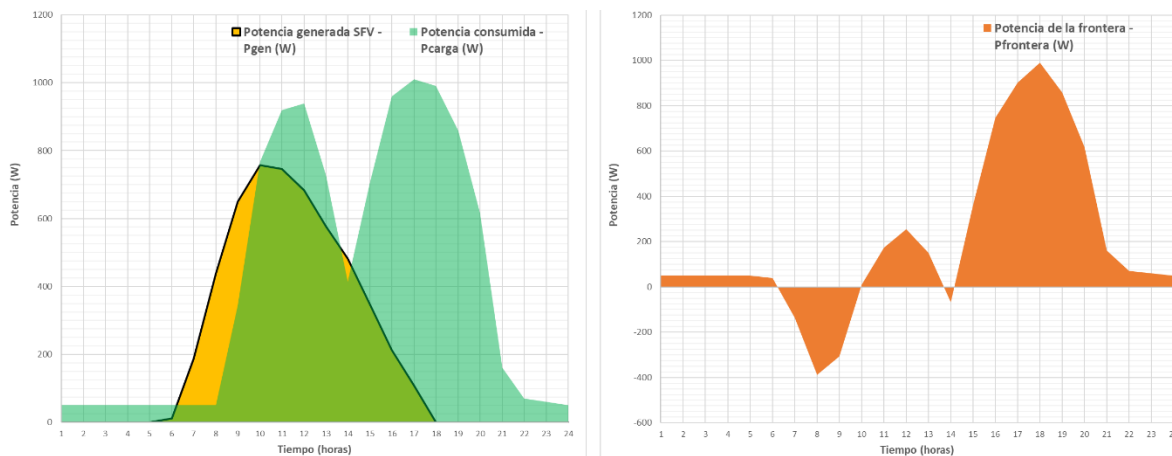 1200
1000
800
600
400
200
0
Potencia (W)
Potencia generada SFV -
Pgen (W)
Potencia consumida -
Pcarga (W)
1 2 3 4 5 6 7 8 9 10 11 12 13 14 15 16 17 18 19 20 21 22 23 24
Tiempo (horas)
1200
1000
800
600
400
200
0
-200
-400
-600
Potencia (W)
Potencia de la frontera -
Pfrontera (W)
1 2 3 4 5 6 7 8 9 10 11 12 13 14 15 16 17 18 19 20 21 22 23
Tiempo (horas)